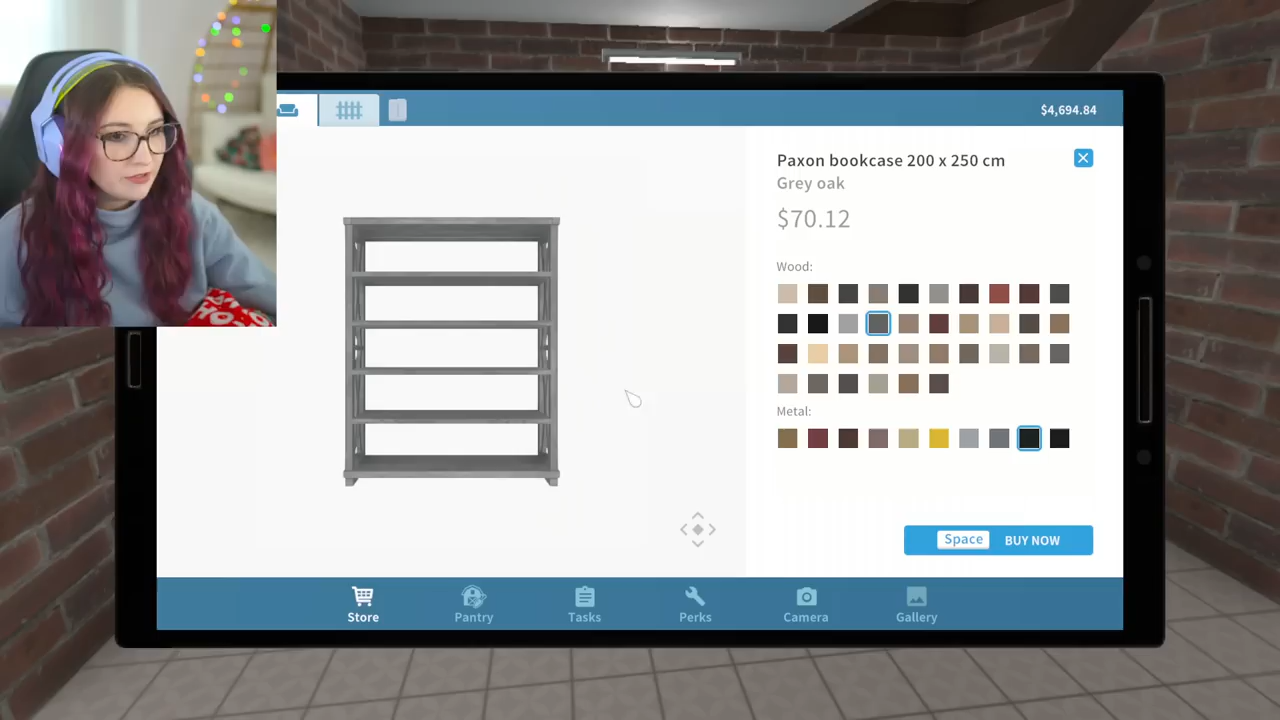 $4,694.84
Paxon bookcase 200 x 250 cm
Grey oak
$70.12
Wood:
Metal:
Space BUY NOW
Store
Pantry
Tasks
Perks
Camera
Gallery